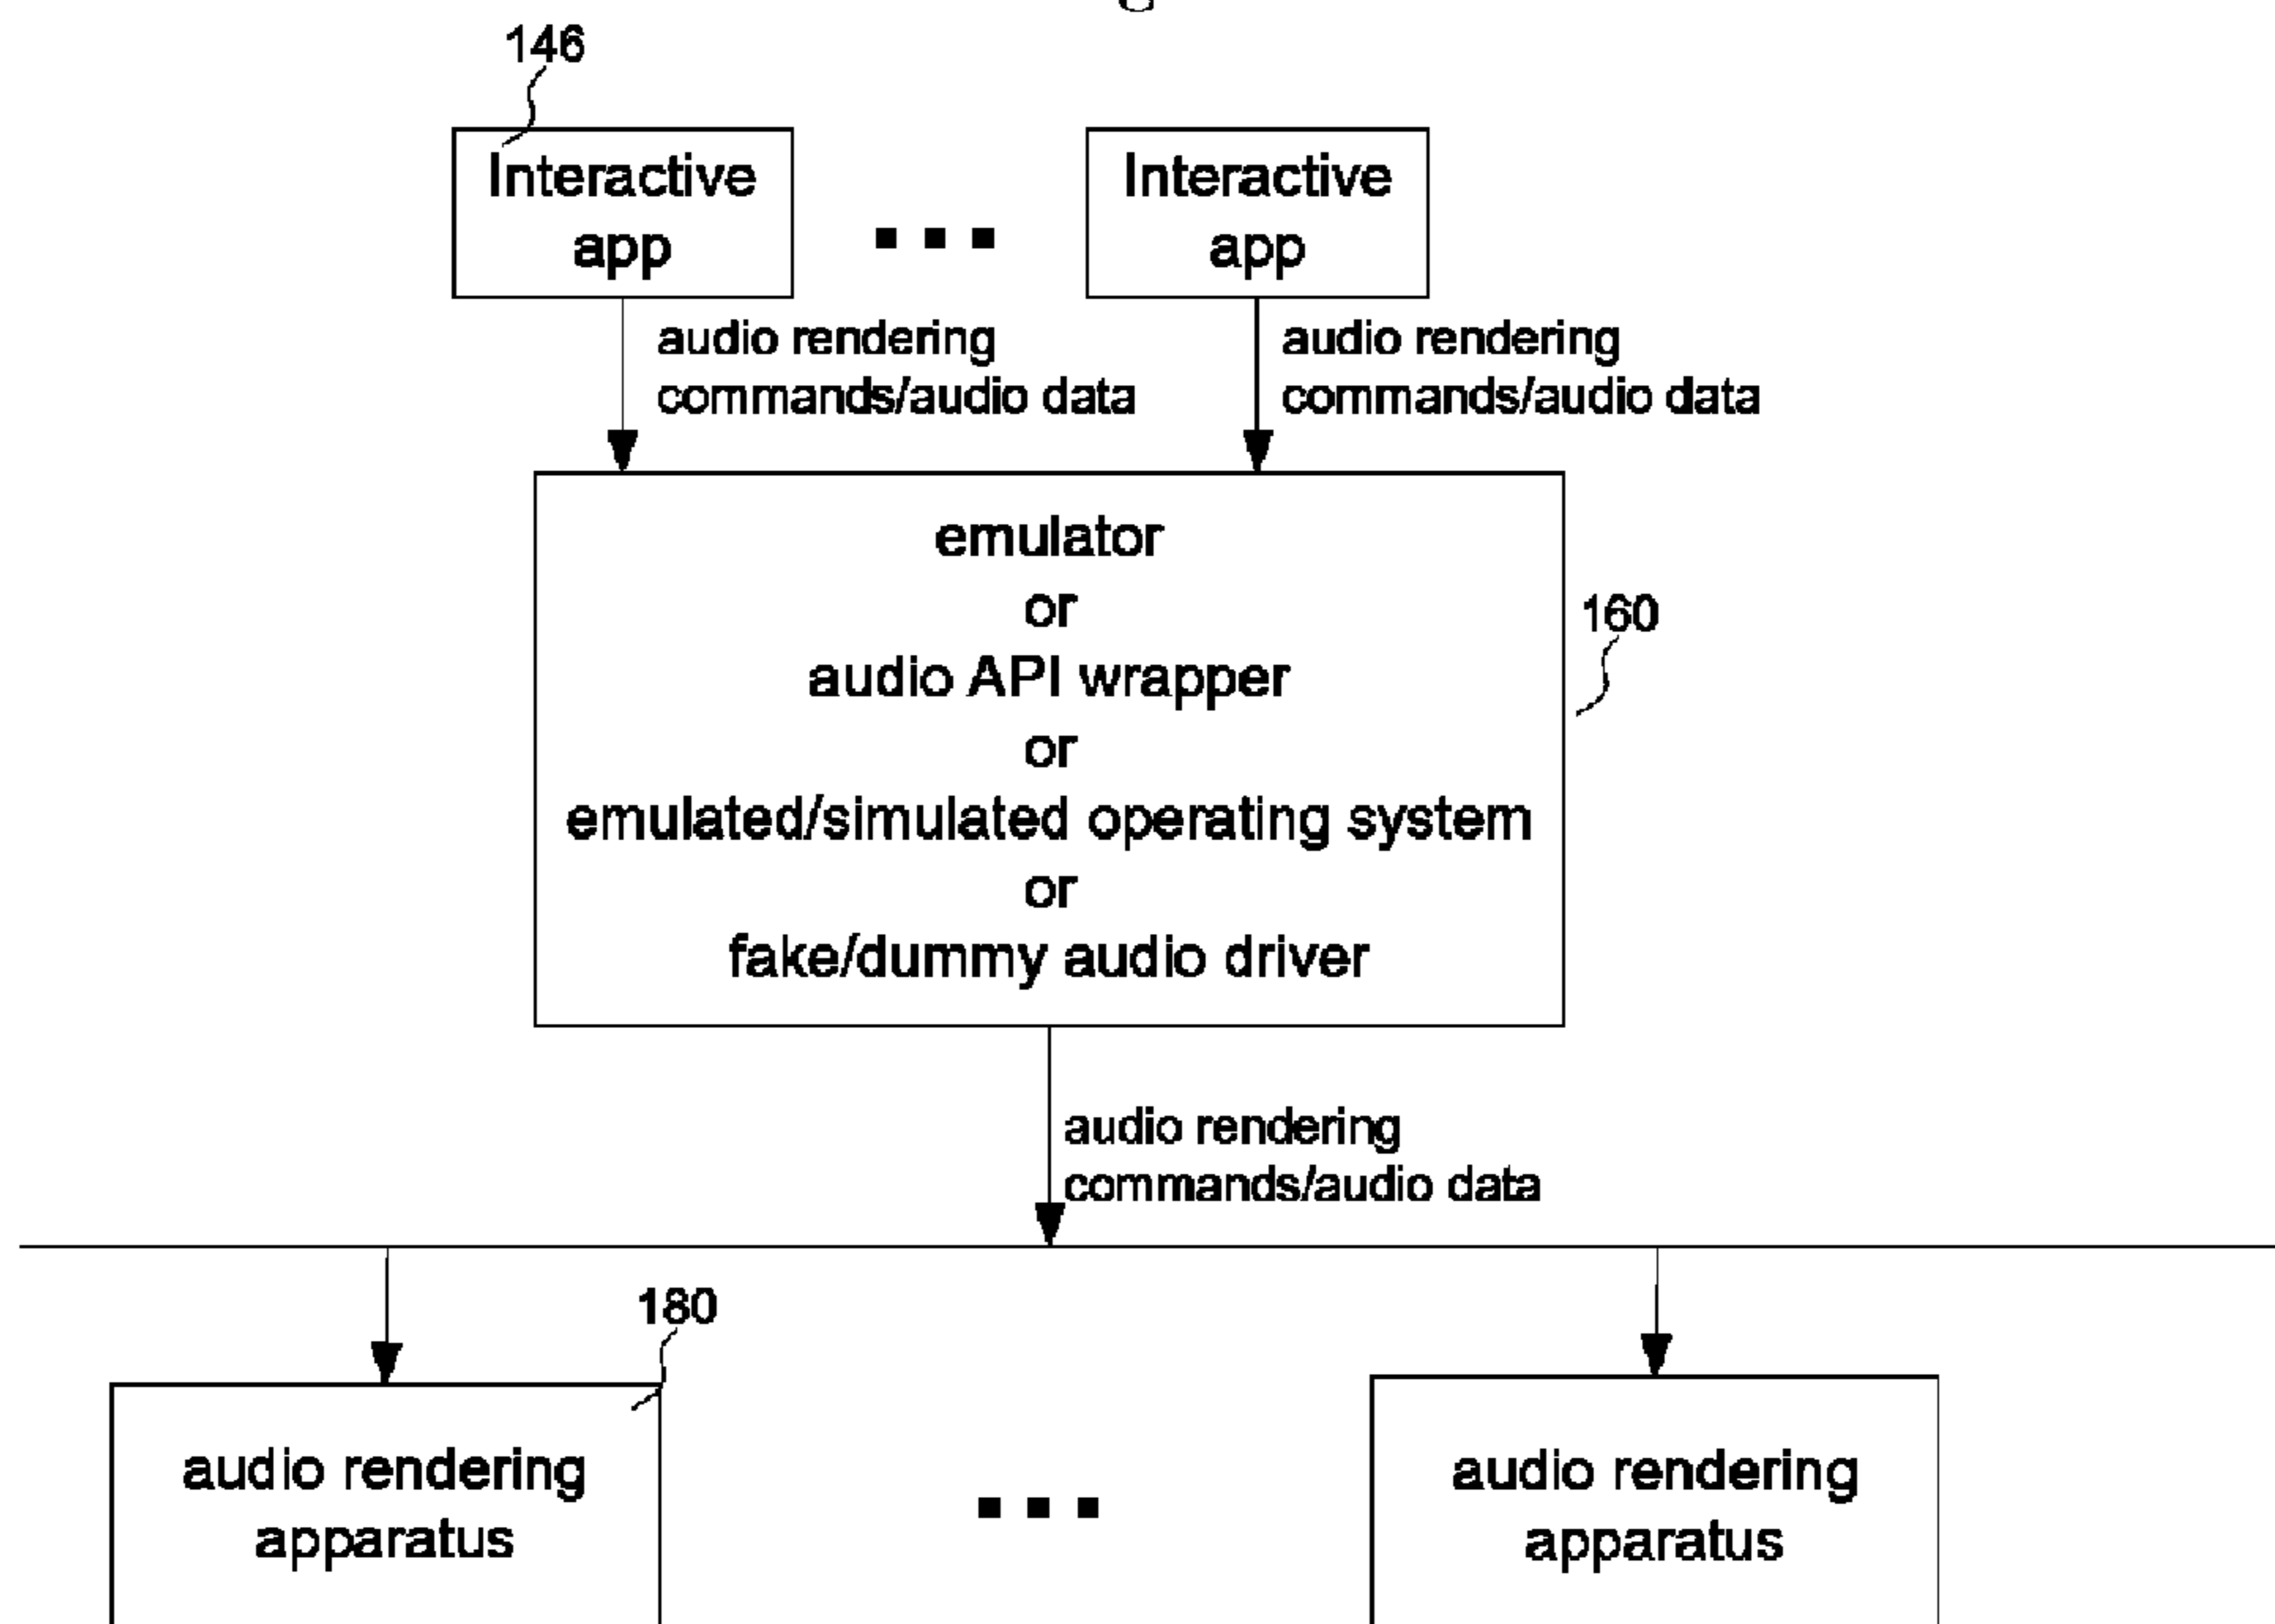 146
Interactive
app
Interactive
app
audio rendering
commands/audio data
audio rendering
commands/audio data
emulator
or
audio API wrapper
or
emulated/simulated operating system
or
fake/dummy audio driver
160
audio rendering
commands/audio data
180
audio rendering
apparatus
audio rendering
apparatus